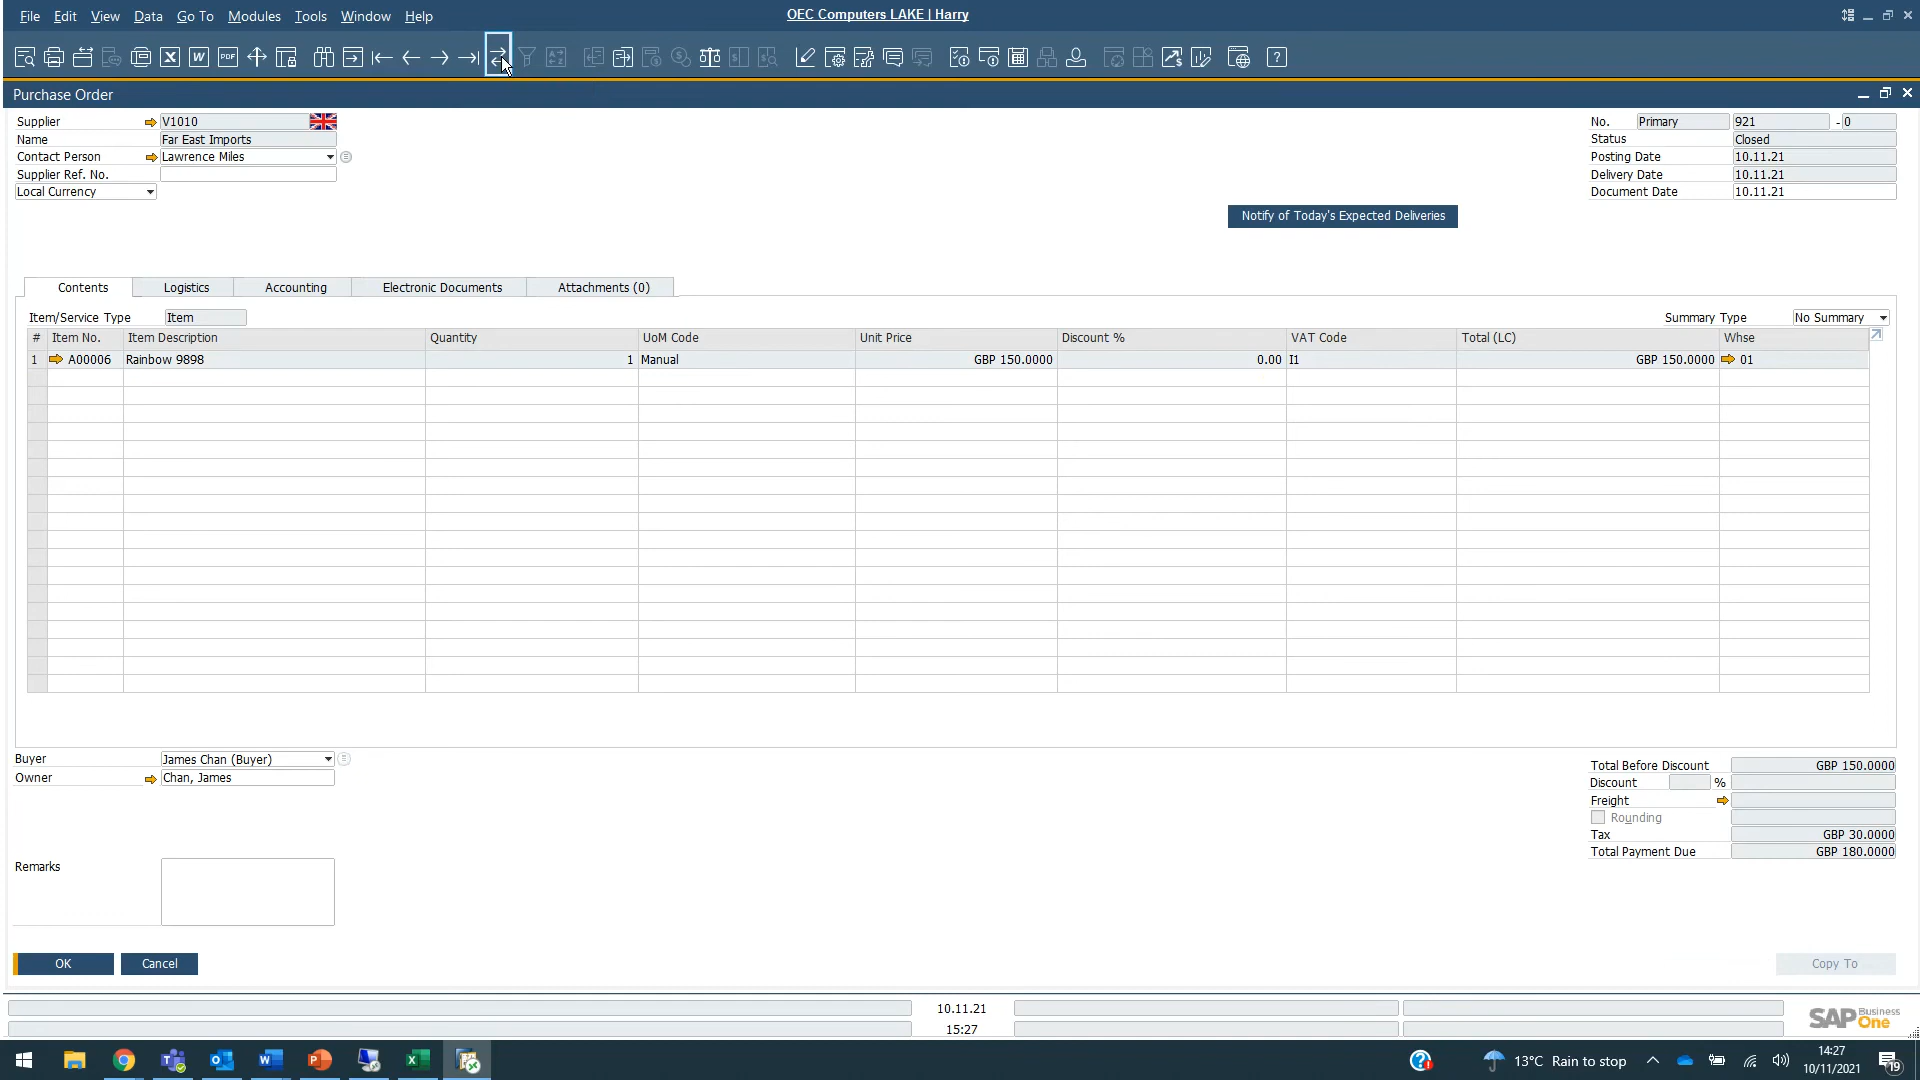 File Edit View Data Go To Modules Tools Window Help
OEC Computers LAKE | Harry
Purchase Order
Supplier V1010
Name Far East Imports
Contact Person Lawrence Miles
Supplier Ref. No.
Local Currency
No. Primary 921 - 0
Status Closed
Posting Date 10.11.21
Delivery Date 10.11.21
Document Date 10.11.21
Notify of Today's Expected Deliveries
Contents Logistics Accounting Electronic Documents Attachments (0)
Item/Service Type Item Summary Type No Summary
# Item No. Item Description Quantity UoM Code Unit Price Discount % VAT Code Total (LC) Whse
1 A00006 Rainbow 9898 1 Manual GBP 150.0000 0.00 I1 GBP 150.0000 01
Buyer James Chan (Buyer)
Owner Chan, James
Remarks
Total Before Discount GBP 150.0000
Discount %
Freight
Rounding
Tax GBP 30.0000
Total Payment Due GBP 180.0000
OK Cancel Copy To
10.11.21
15:27
SAP Business One
13°C Rain to stop
14:27
10/11/2021
19